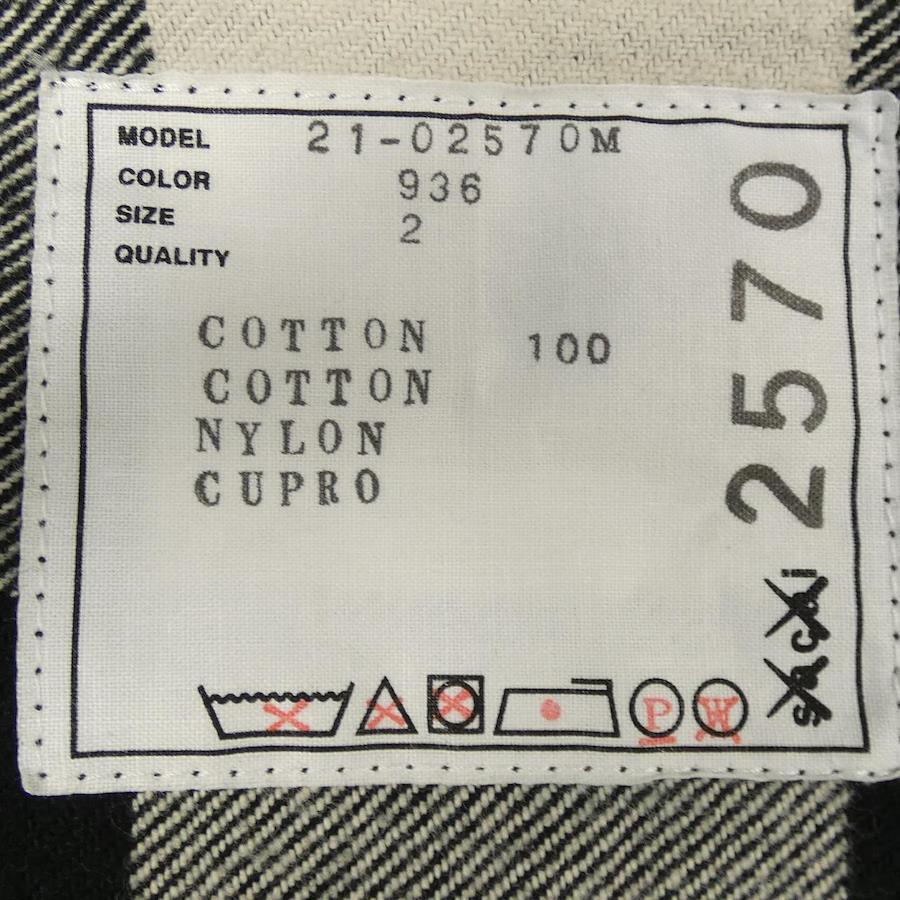 MODEL 21-02570M
COLOR 936
SIZE 2
QUALITY
COTTON 100
COTTON
NYLON
CUPRO
P W
2570
sacai